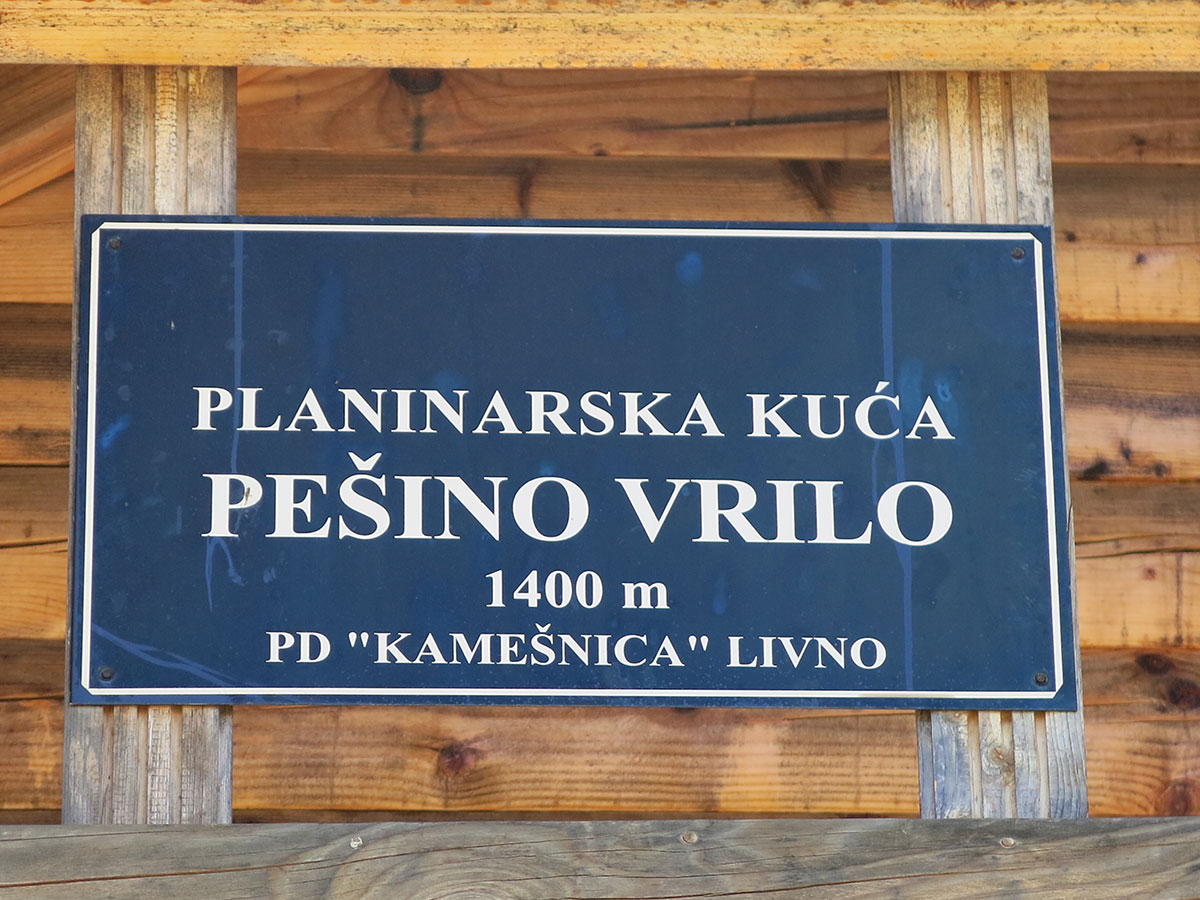 PLANINARSKA KUĆA
PEŠINO VRILO
1400 m
PD "KAMEŠNICA" LIVNO